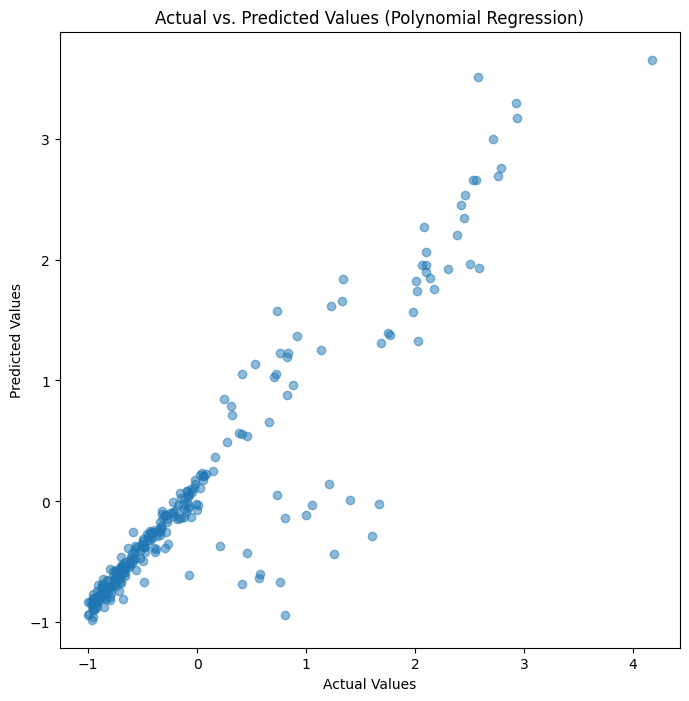 Actual vs. Predicted Values (Polynomial Regression)
Predicted Values
3
2
1
0
−1
−1 0 1 2 3 4
Actual Values